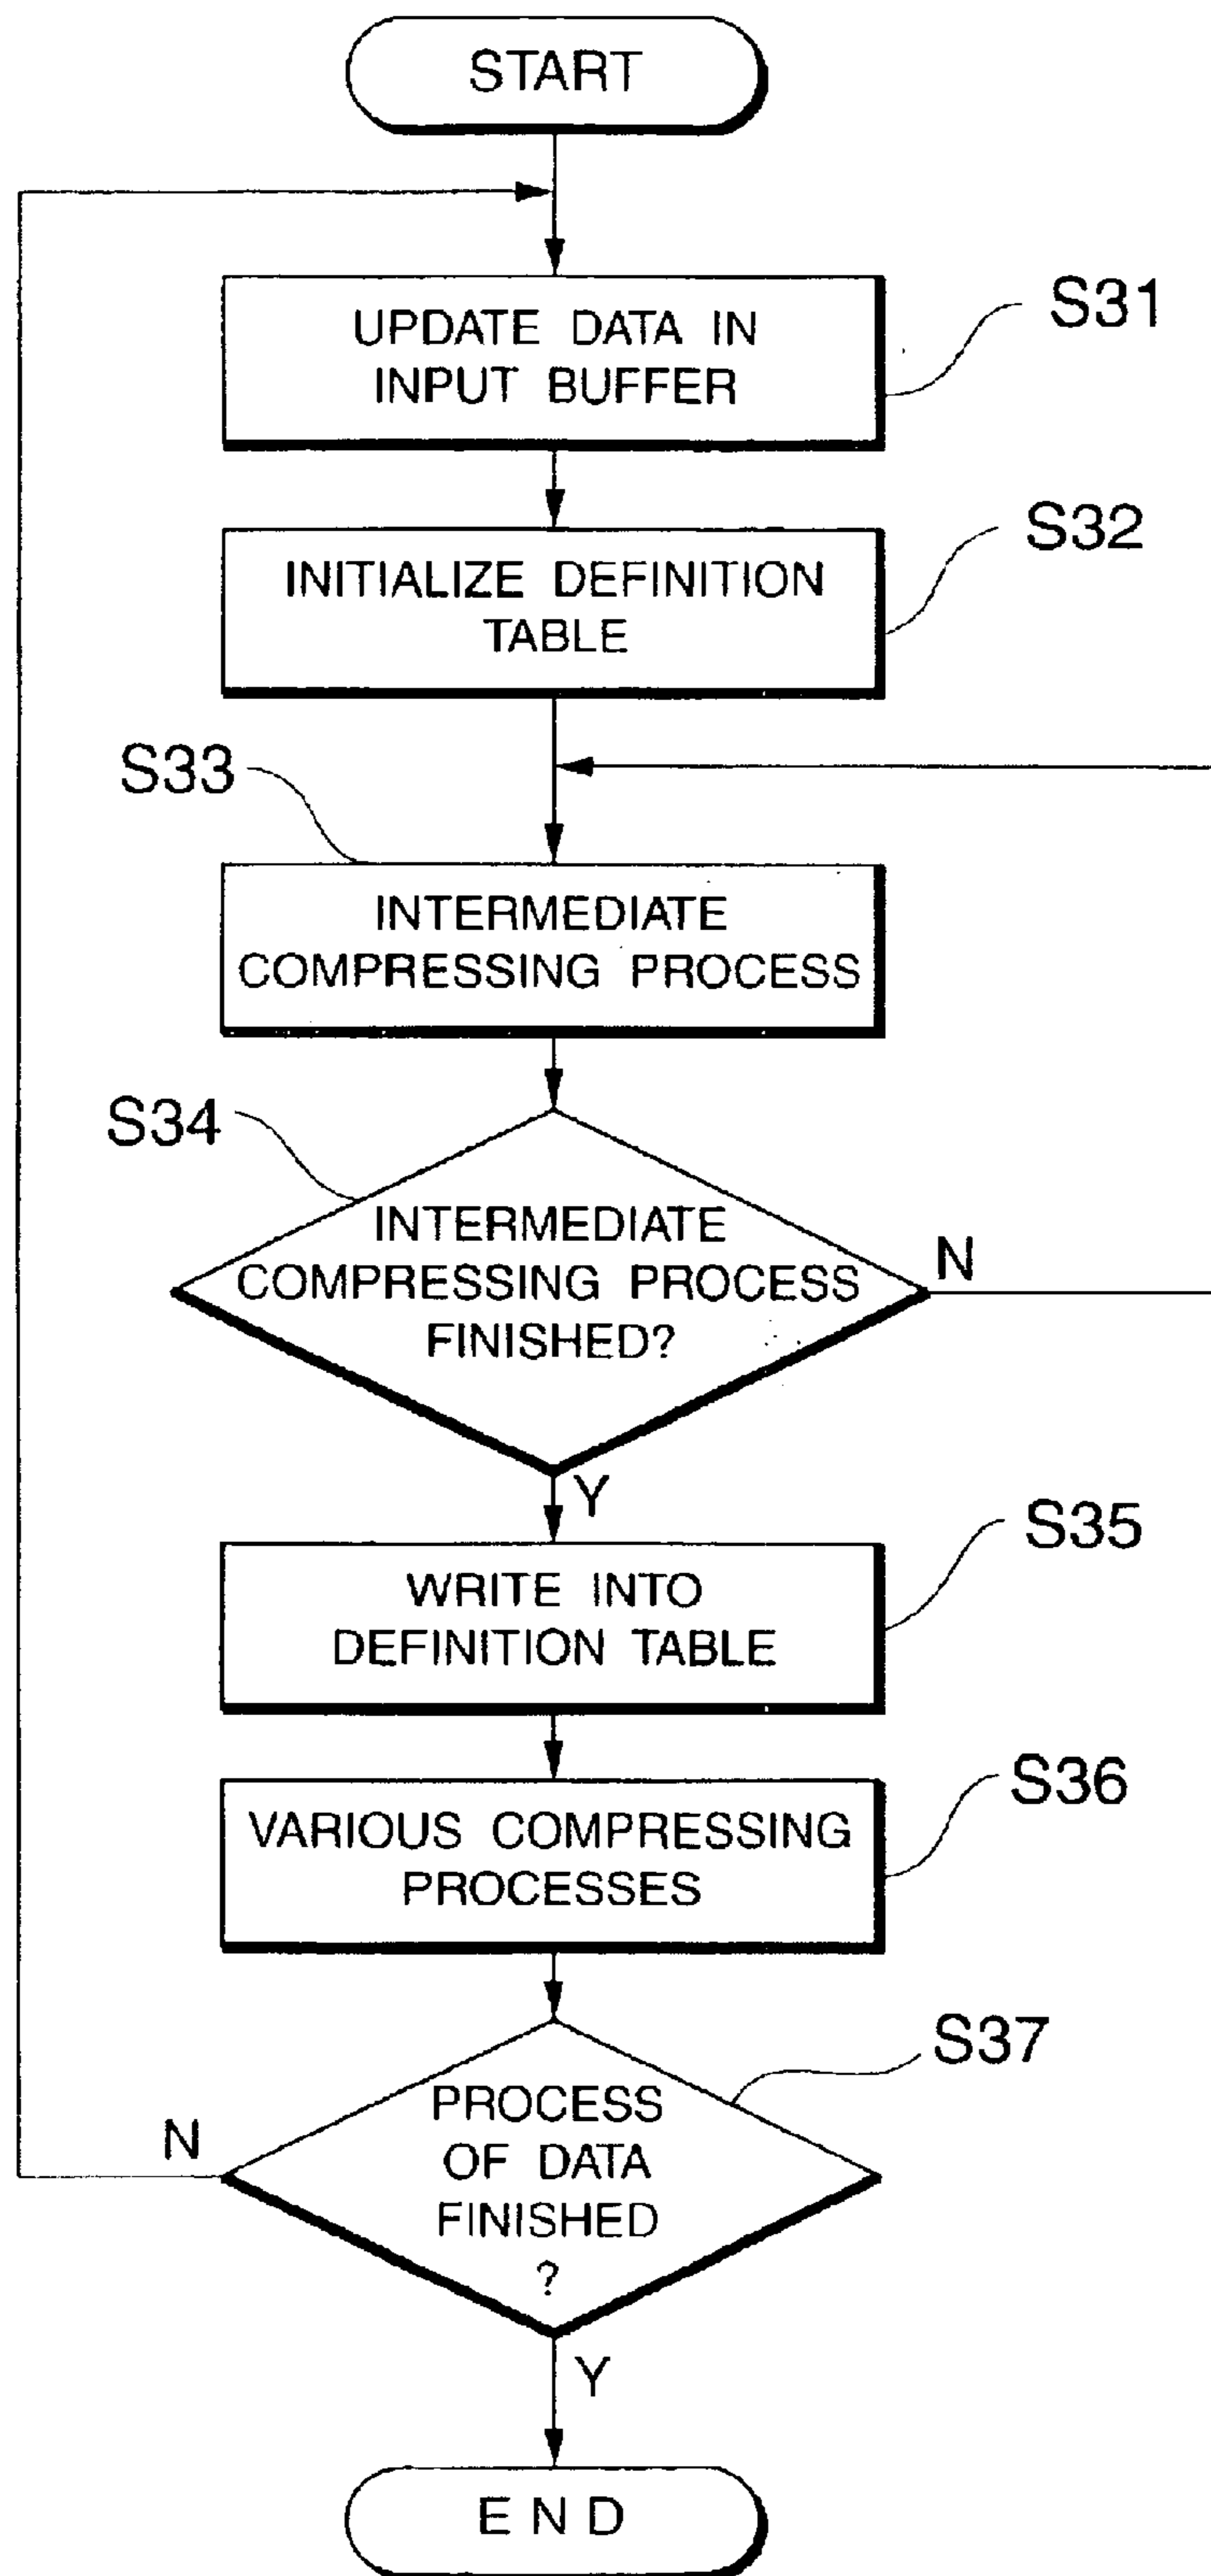 START
UPDATE DATA IN
INPUT BUFFER
S31
INITIALIZE DEFINITION
TABLE
S32
S33
INTERMEDIATE
COMPRESSING PROCESS
S34
INTERMEDIATE
COMPRESSING PROCESS
FINISHED?
N
Y
WRITE INTO
DEFINITION TABLE
S35
VARIOUS COMPRESSING
PROCESSES
S36
PROCESS
OF DATA
FINISHED
?
S37
N
Y
END